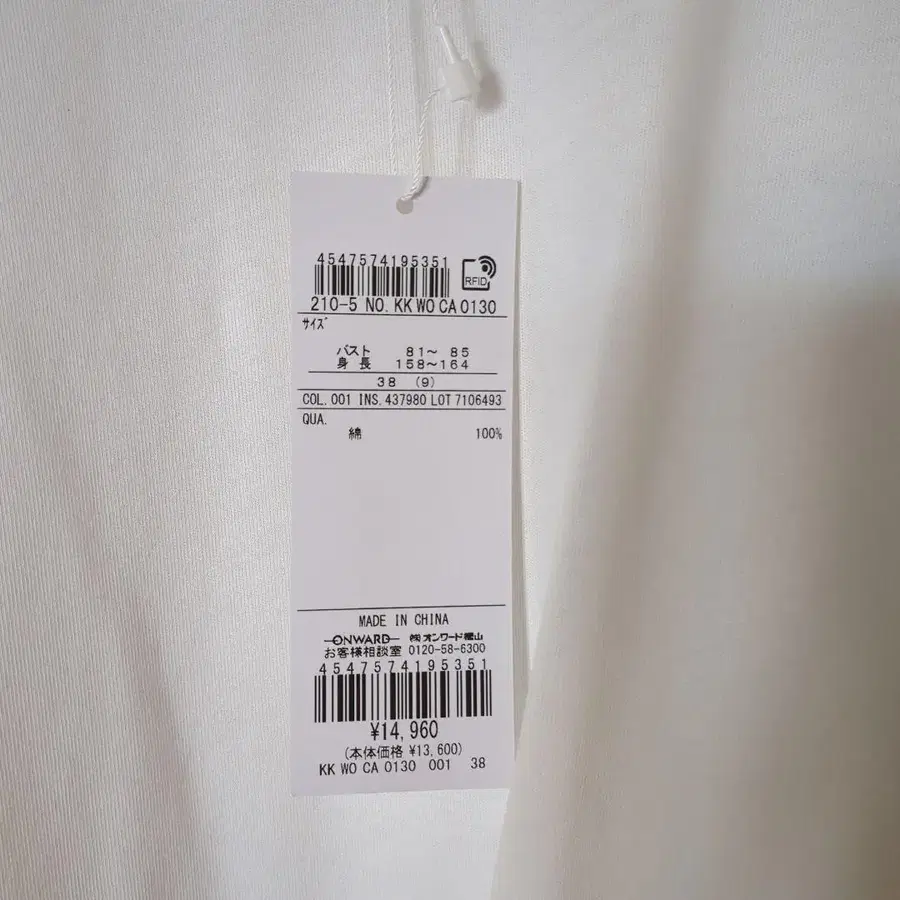 4547574195351
RFID
210-5 NO. KK WO CA 0130
サイズ
バスト 81～ 85
身 長 158～164
38 (9)
COL. 001 INS. 437980 LOT 7106493
QUA.
綿 100%
MADE IN CHINA
ONWARD ㈱オンワード樫山
お客様相談室 0120-58-6300
4547574195351
¥14,960
(本体価格 ¥13,600)
KK WO CA 0130 001 38